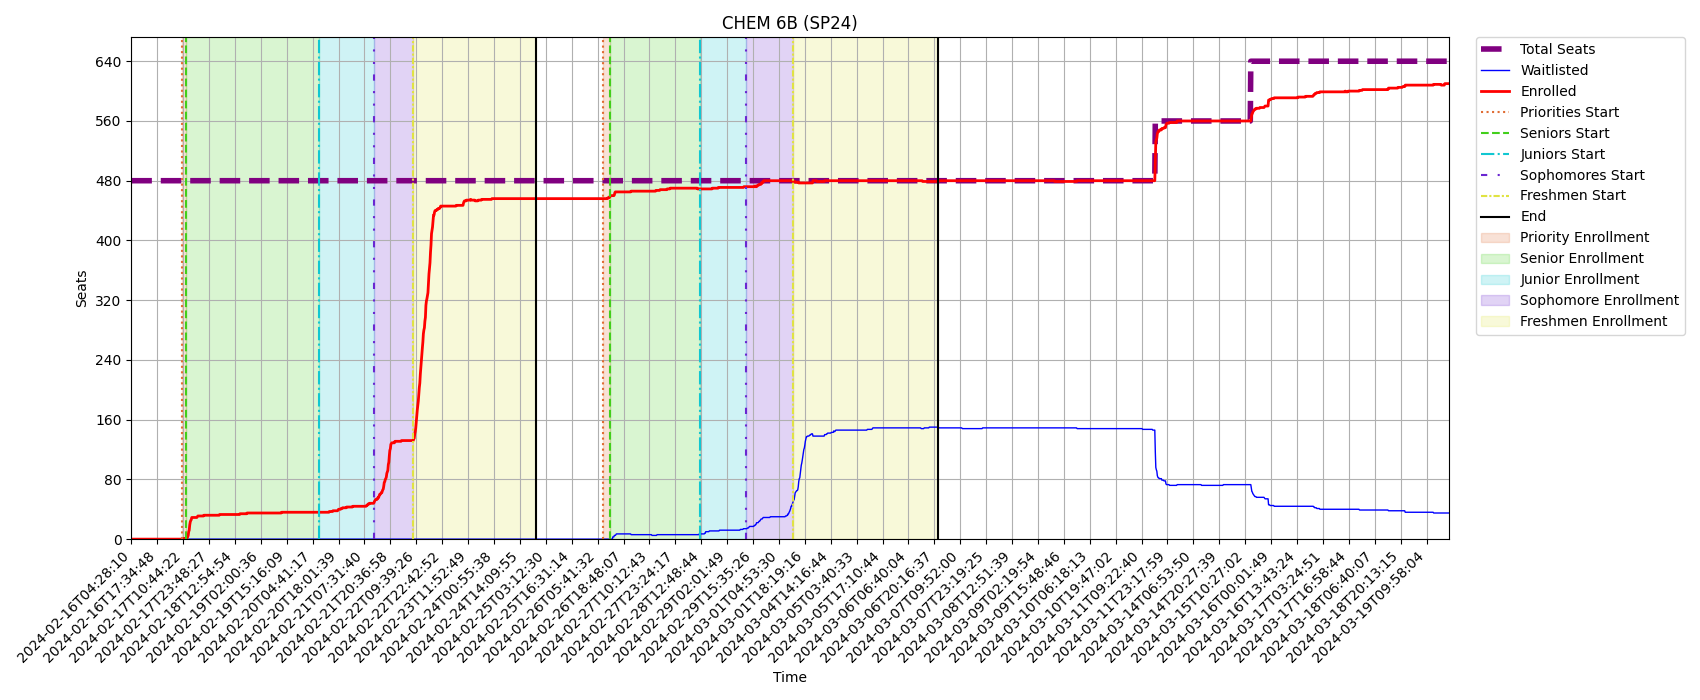 CHEM 6B (SP24)
Seats
640
560
480
400
320
240
160
80
0
2024-02-16T04:28:10
2024-02-16T17:34:48
2024-02-17T10:44:22
2024-02-17T23:48:27
2024-02-18T12:54:54
2024-02-19T02:00:36
2024-02-19T15:16:09
2024-02-20T04:41:17
2024-02-20T18:01:39
2024-02-21T07:31:40
2024-02-21T20:36:58
2024-02-22T09:39:26
2024-02-22T22:42:52
2024-02-23T11:52:49
2024-02-24T00:55:38
2024-02-24T14:09:55
2024-02-25T03:12:30
2024-02-25T16:31:14
2024-02-26T05:41:32
2024-02-26T18:48:07
2024-02-27T10:12:43
2024-02-27T23:24:17
2024-02-28T12:48:44
2024-02-29T02:01:49
2024-02-29T15:35:26
2024-03-01T04:53:30
2024-03-01T18:19:16
2024-03-04T14:16:44
2024-03-05T03:40:33
2024-03-05T17:10:44
2024-03-06T06:40:04
2024-03-06T20:16:37
2024-03-07T09:52:00
2024-03-07T23:19:25
2024-03-08T12:51:39
2024-03-09T02:19:54
2024-03-09T15:48:46
2024-03-10T06:18:13
2024-03-10T19:47:02
2024-03-11T09:22:40
2024-03-11T23:17:59
2024-03-14T06:53:50
2024-03-14T20:27:39
2024-03-15T10:27:02
2024-03-16T00:01:49
2024-03-16T13:43:24
2024-03-17T03:24:51
2024-03-17T16:58:44
2024-03-18T06:40:07
2024-03-18T20:13:15
2024-03-19T09:58:04
Time
Total Seats
Waitlisted
Enrolled
Priorities Start
Seniors Start
Juniors Start
Sophomores Start
Freshmen Start
End
Priority Enrollment
Senior Enrollment
Junior Enrollment
Sophomore Enrollment
Freshmen Enrollment